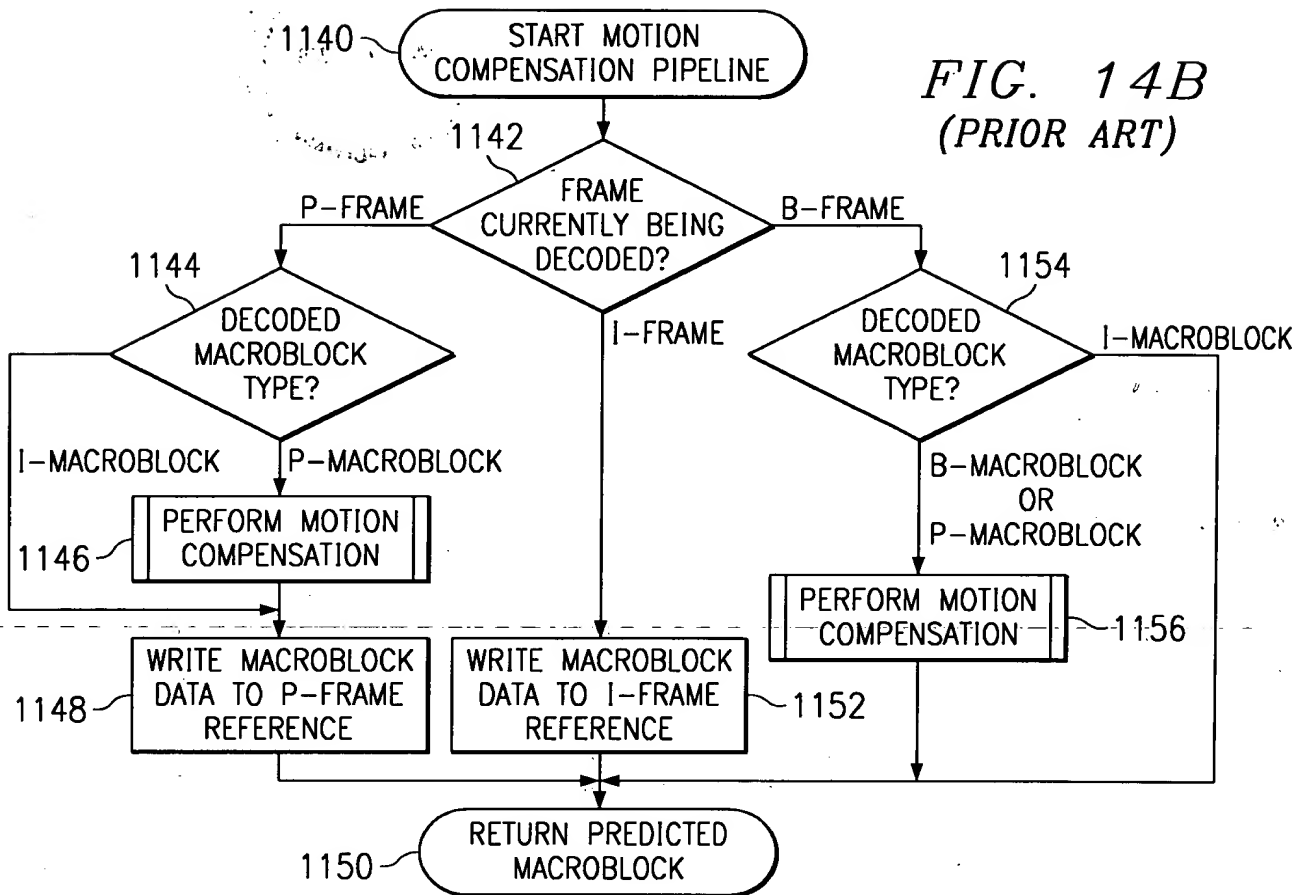 1140
START MOTION
COMPENSATION PIPELINE
FIG. 14B
(PRIOR ART)
1142
FRAME
CURRENTLY BEING
DECODED?
P-FRAME
B-FRAME
I-FRAME
1144
DECODED
MACROBLOCK
TYPE?
1154
DECODED
MACROBLOCK
TYPE?
I-MACROBLOCK
I-MACROBLOCK
P-MACROBLOCK
B-MACROBLOCK
OR
P-MACROBLOCK
1146
PERFORM MOTION
COMPENSATION
PERFORM MOTION
COMPENSATION
1156
1148
WRITE MACROBLOCK
DATA TO P-FRAME
REFERENCE
WRITE MACROBLOCK
DATA TO I-FRAME
REFERENCE
1152
1150
RETURN PREDICTED
MACROBLOCK